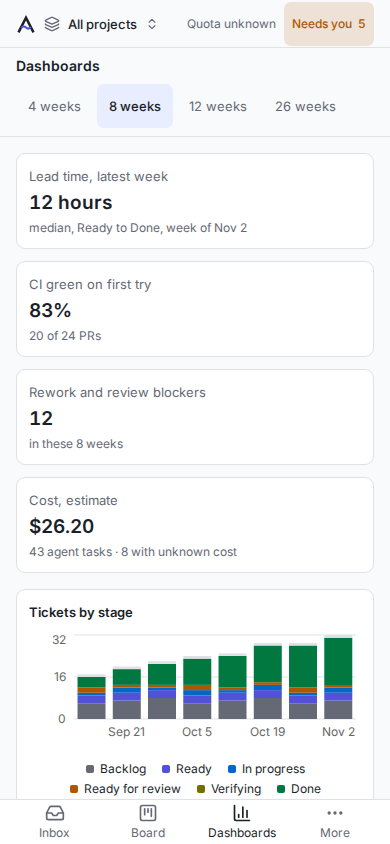 All projects
Quota unknown
Needs you 5
Dashboards
4 weeks
8 weeks
12 weeks
26 weeks
Lead time, latest week
12 hours
median, Ready to Done, week of Nov 2
CI green on first try
83%
20 of 24 PRs
Rework and review blockers
12
in these 8 weeks
Cost, estimate
$26.20
43 agent tasks · 8 with unknown cost
Tickets by stage
32
16
0
Sep 21
Oct 5
Oct 19
Nov 2
Backlog
Ready
In progress
Ready for review
Verifying
Done
Inbox
Board
Dashboards
More